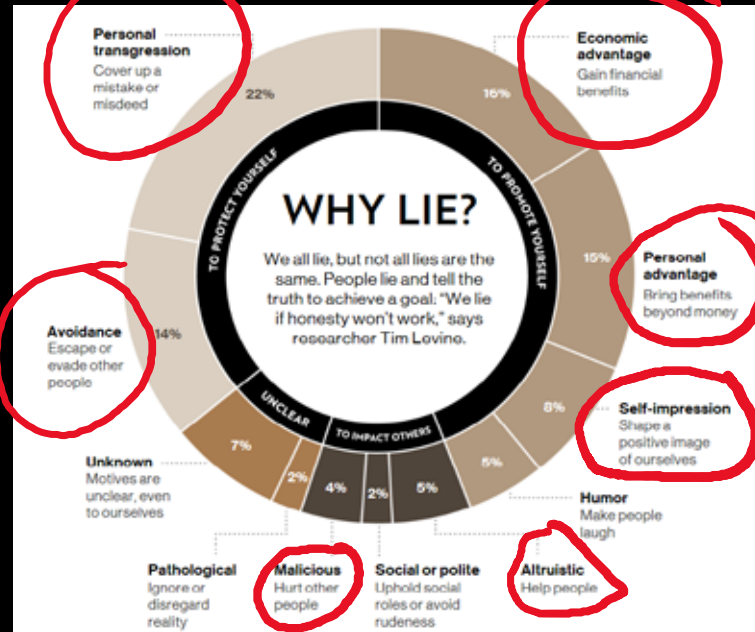 Personal
transgression
Cover up a
mistake or
misdeed
22%
16%
Economic
advantage
Gain financial
benefits
TO PROTECT YOURSELF
TO PROMOTE YOURSELF
WHY LIE?
We all lie, but not all lies are the
same. People lie and tell the
truth to achieve a goal: “We lie
if honesty won't work,” says
researcher Tim Levine.
15%
Personal
advantage
Bring benefits
beyond money
Avoidance
Escape or
evade other
people
14%
8%
Self-impression
Shape a
positive image
of ourselves
UNCLEAR
TO IMPACT OTHERS
7%
2%
4%
2%
5%
5%
Unknown
Motives are
unclear, even
to ourselves
Humor
Make people
laugh
Pathological
Ignore or
disregard
reality
Malicious
Hurt other
people
Social or polite
Uphold social
roles or avoid
rudeness
Altruistic
Help people